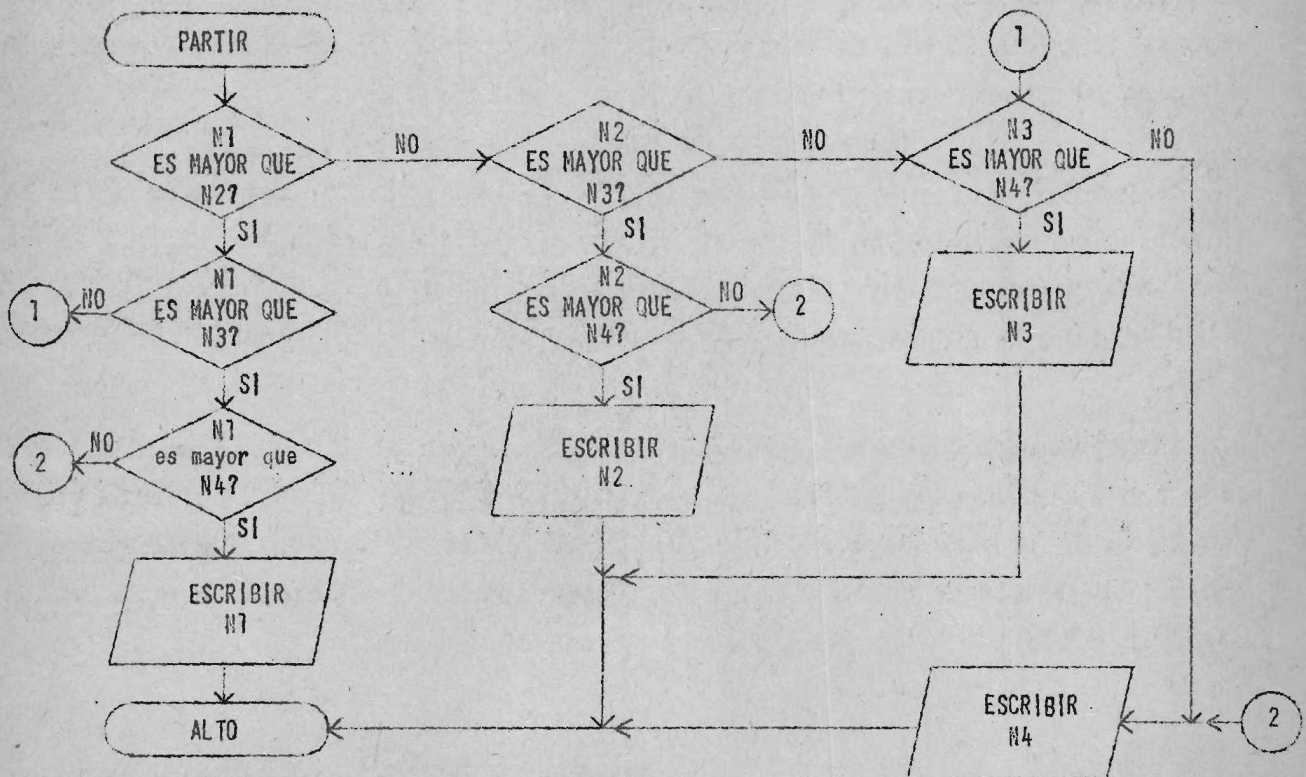 PARTIR
1
N1
ES MAYOR QUE
N2?
NO
N2
ES MAYOR QUE
N3?
NO
N3
ES MAYOR QUE
N4?
NO
SI
SI
SI
1
NO
N1
ES MAYOR QUE
N3?
N2
ES MAYOR QUE
N4?
NO
2
ESCRIBIR
N3
SI
SI
2
NO
N1
es mayor que
N4?
...
ESCRIBIR
N2
SI
ESCRIBIR
N1
ALTO
ESCRIBIR
N4
2